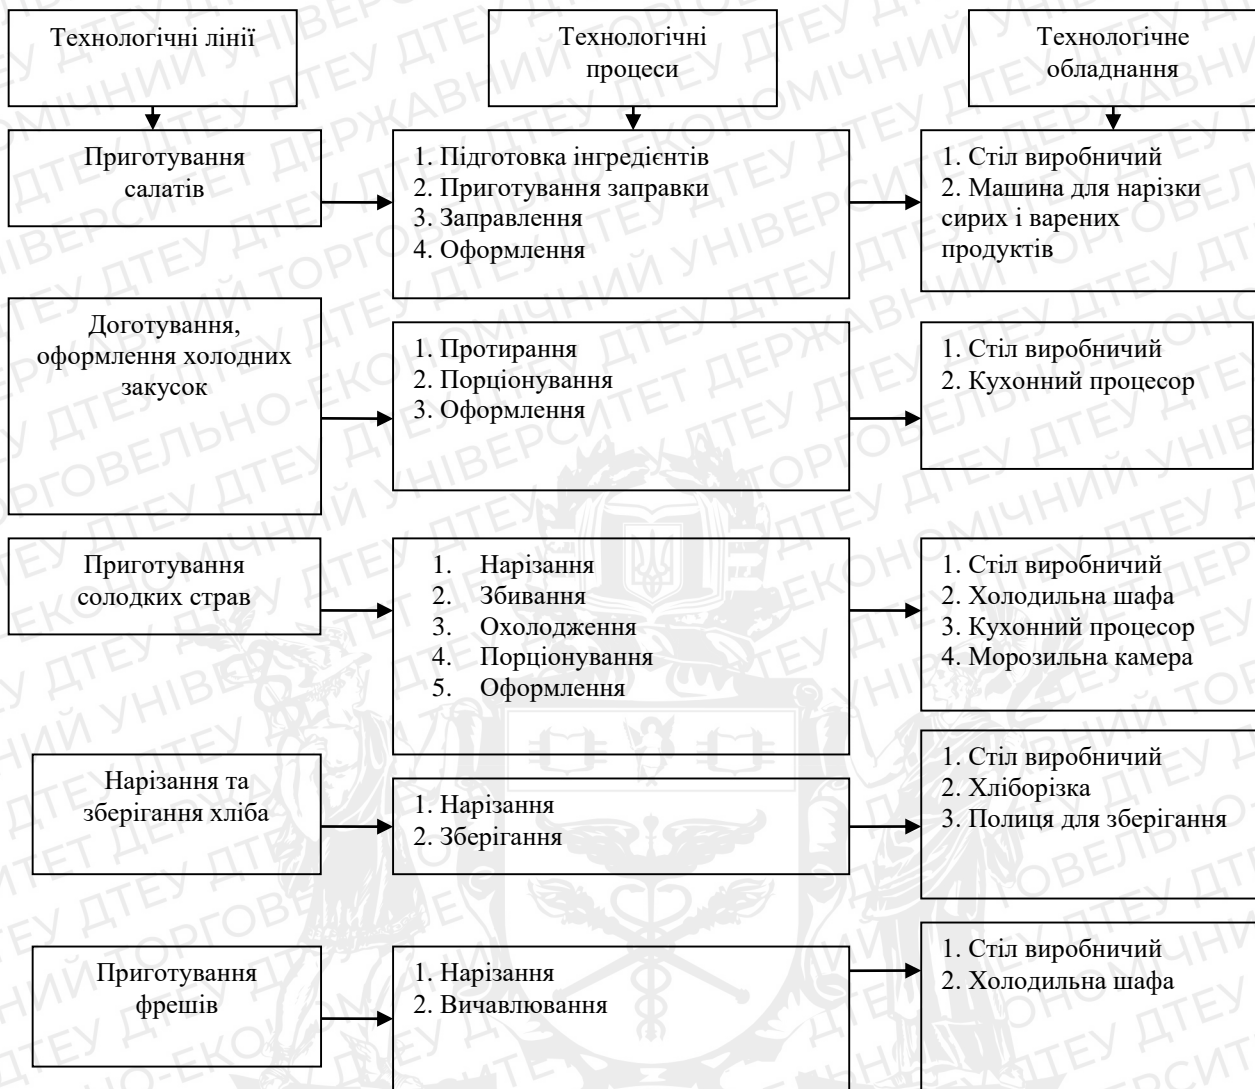 Технологічні лінії
Технологічні
процеси
Технологічне
обладнання
Приготування
салатів
1. Підготовка інгредієнтів
2. Приготування заправки
3. Заправлення
4. Оформлення
1. Стіл виробничий
2. Машина для нарізки
сирих і варених
продуктів
Доготування,
оформлення холодних
закусок
1. Протирання
2. Порціонування
3. Оформлення
1. Стіл виробничий
2. Кухонний процесор
Приготування
солодких страв
1. Нарізання
2. Збивання
3. Охолодження
4. Порціонування
5. Оформлення
1. Стіл виробничий
2. Холодильна шафа
3. Кухонний процесор
4. Морозильна камера
Нарізання та
зберігання хліба
1. Нарізання
2. Зберігання
1. Стіл виробничий
2. Хліборізка
3. Полиця для зберігання
Приготування
фрешів
1. Нарізання
2. Вичавлювання
1. Стіл виробничий
2. Холодильна шафа